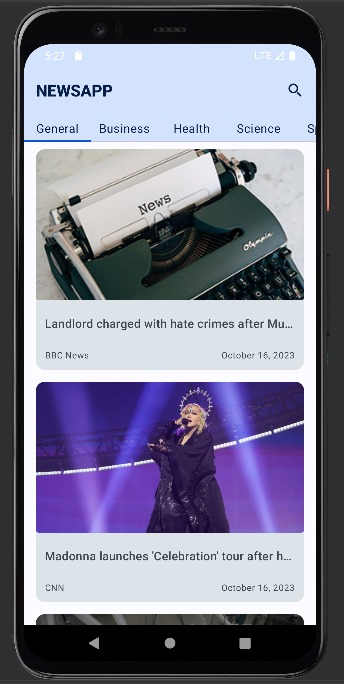 5:27 LTE
NEWSAPP
General Business Health Science
News
Olympia
Landlord charged with hate crimes after Mu...
BBC News October 16, 2023
Madonna launches 'Celebration' tour after h...
CNN October 16, 2023